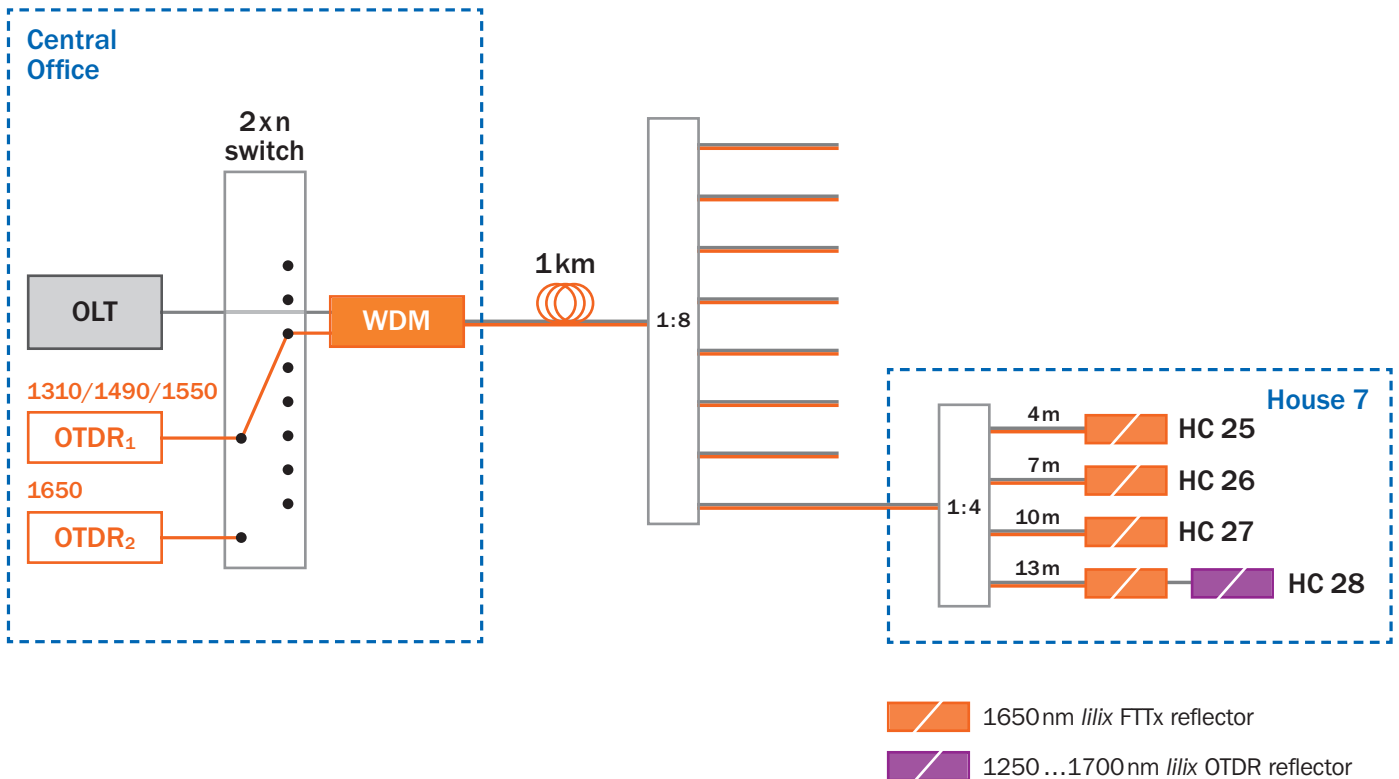 Central
Office
2xn
switch
OLT
WDM
1310/1490/1550
OTDR₁
1650
OTDR₂
1km
1:8
House 7
1:4
4m
HC 25
7m
HC 26
10m
HC 27
13m
HC 28
1650nm lilix FTTx reflector
1250...1700nm lilix OTDR reflector